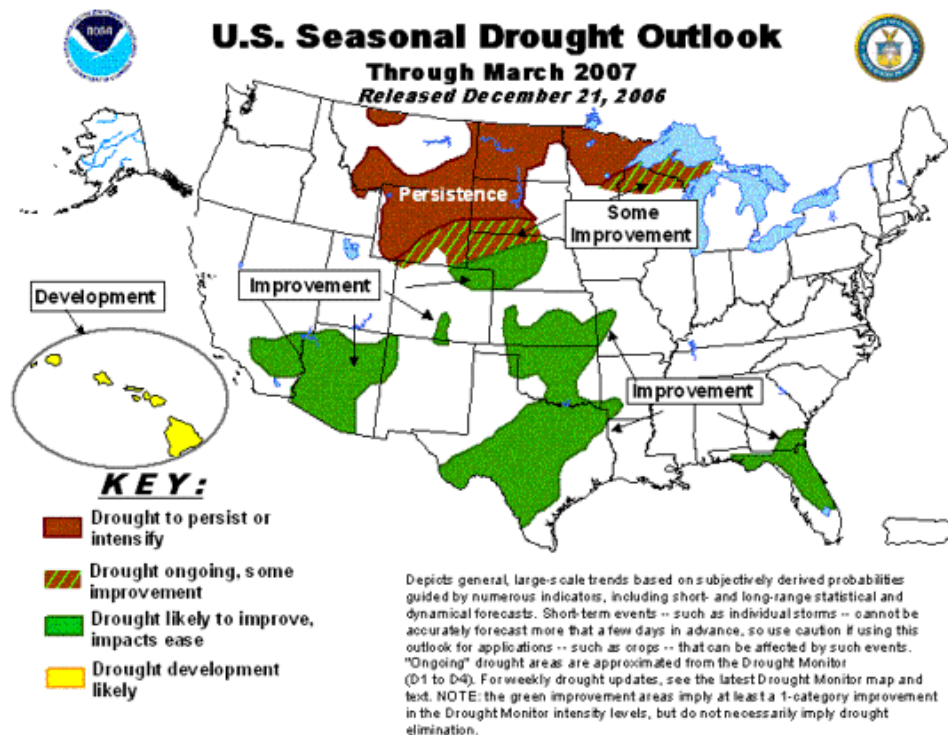 NOAA
U.S. Seasonal Drought Outlook
Through March 2007
Released December 21, 2006
Persistence
Some
Improvement
Improvement
Development
Improvement
KEY:
Drought to persist or
intensify
Drought ongoing, some
improvement
Drought likely to improve,
impacts ease
Drought development
likely
Depicts general, large-scale trends based on subjectively derived probabilities
guided by numerous indicators, including short- and long-range statistical and
dynamical forecasts. Short-term events -- such as individual storms -- cannot be
accurately forecast more that a few days in advance, so use caution if using this
outlook for applications -- such as crops -- that can be affected by such events.
"Ongoing" drought areas are approximated from the Drought Monitor
(D1 to D4). For weekly drought updates, see the latest Drought Monitor map and
text. NOTE: the green improvement areas imply at least a 1-category improvement
in the Drought Monitor intensity levels, but do not necessarily imply drought
elimination.